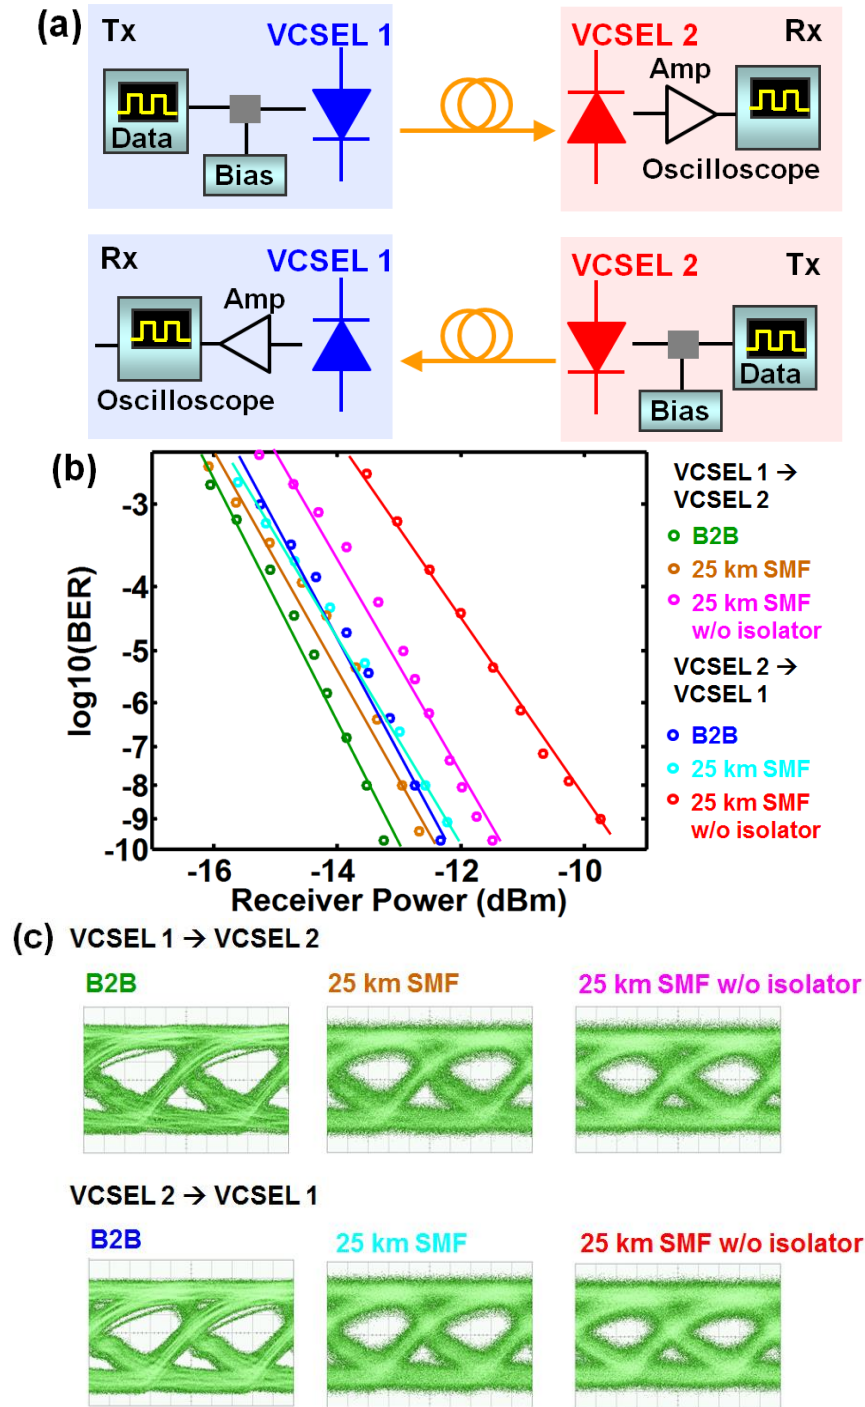 (a)
Tx
VCSEL 1
Data
Bias
VCSEL 2
Rx
Amp
Oscilloscope
Rx
VCSEL 1
Amp
Oscilloscope
VCSEL 2
Tx
Data
Bias
(b)
log10(BER)
-3
-4
-5
-6
-7
-8
-9
-10
-16
-14
-12
-10
Receiver Power (dBm)
VCSEL 1 →
VCSEL 2
B2B
25 km SMF
25 km SMF
w/o isolator
VCSEL 2 →
VCSEL 1
B2B
25 km SMF
25 km SMF
w/o isolator
(c)
VCSEL 1 → VCSEL 2
B2B
25 km SMF
25 km SMF w/o isolator
VCSEL 2 → VCSEL 1
B2B
25 km SMF
25 km SMF w/o isolator